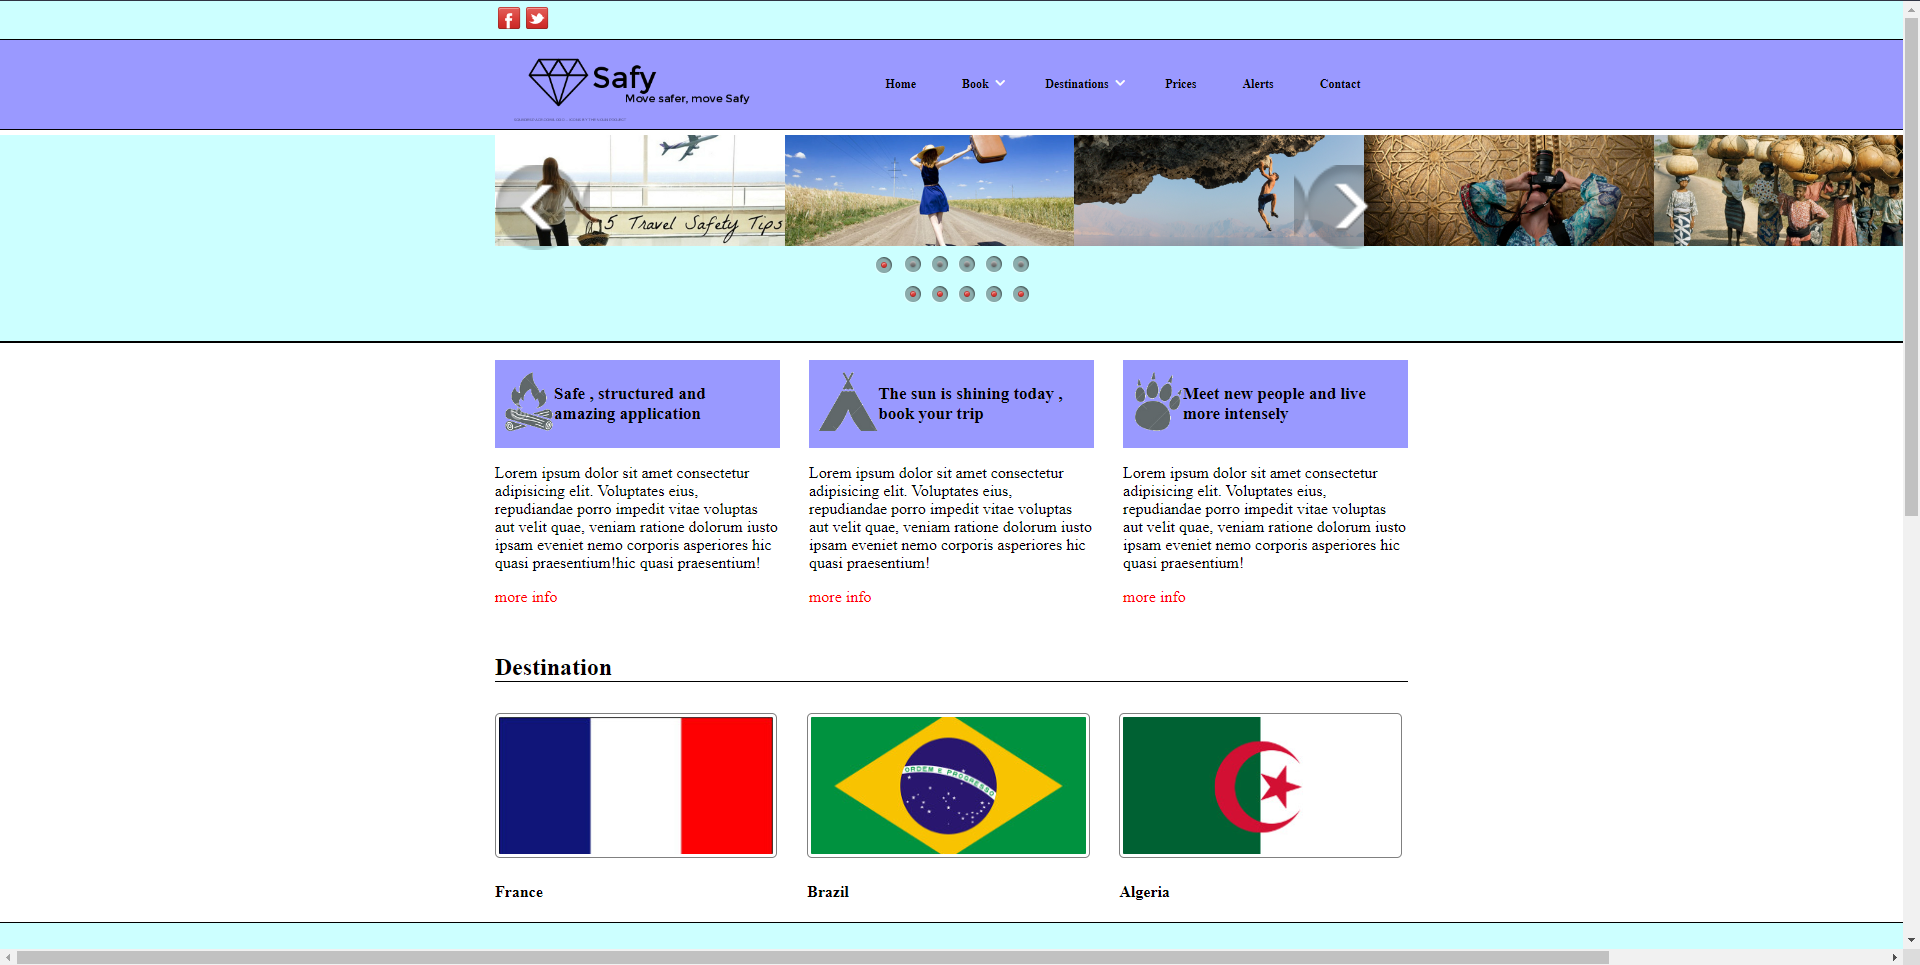 Safy
Move safer, move Safy
Home
Book
Destinations
Prices
Alerts
Contact
5 Travel Safety Tips
Safe , structured and
amazing application
The sun is shining today ,
book your trip
Meet new people and live
more intensely
Lorem ipsum dolor sit amet consectetur
adipisicing elit. Voluptates eius,
repudiandae porro impedit vitae voluptas
aut velit quae, veniam ratione dolorum iusto
ipsam eveniet nemo corporis asperiores hic
quasi praesentium!hic quasi praesentium!
more info
Lorem ipsum dolor sit amet consectetur
adipisicing elit. Voluptates eius,
repudiandae porro impedit vitae voluptas
aut velit quae, veniam ratione dolorum iusto
ipsam eveniet nemo corporis asperiores hic
quasi praesentium!
more info
Lorem ipsum dolor sit amet consectetur
adipisicing elit. Voluptates eius,
repudiandae porro impedit vitae voluptas
aut velit quae, veniam ratione dolorum iusto
ipsam eveniet nemo corporis asperiores hic
quasi praesentium!
more info
Destination
ORDEM E PROGRESSO
France
Brazil
Algeria